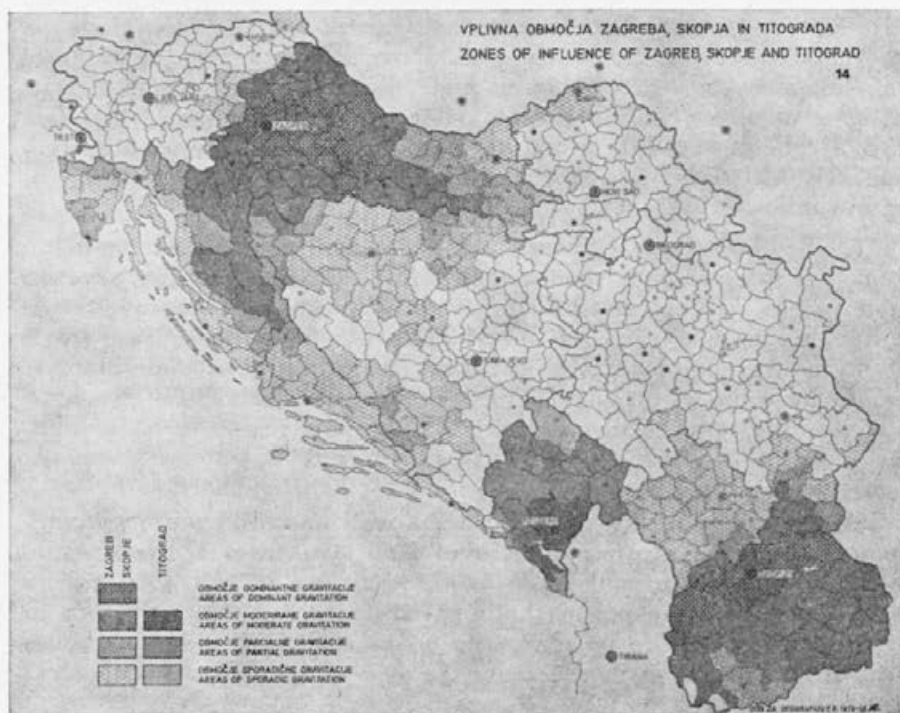 VPLIVNA OBMOČJA ZAGREBA, SKOPJA IN TITOGRADA
ZONES OF INFLUENCE OF ZAGREB, SKOPJE AND TITOGRAD
14
ZAGREB
NOVI SAD
BEOGRAD
SARAJEVO
TIRANA
ZAGREB
SKOPJE
TITOGRAD
OBMOČJE DOMINANTNE GRAVITACIJE
AREAS OF DOMINANT GRAVITATION
OBMOČJE MODERIRANE GRAVITACIJE
AREAS OF MODERATE GRAVITATION
OBMOČJE PARCIALNE GRAVITACIJE
AREAS OF PARTIAL GRAVITATION
OBMOČJE SPORADIČNE GRAVITACIJE
AREAS OF SPORADIC GRAVITATION